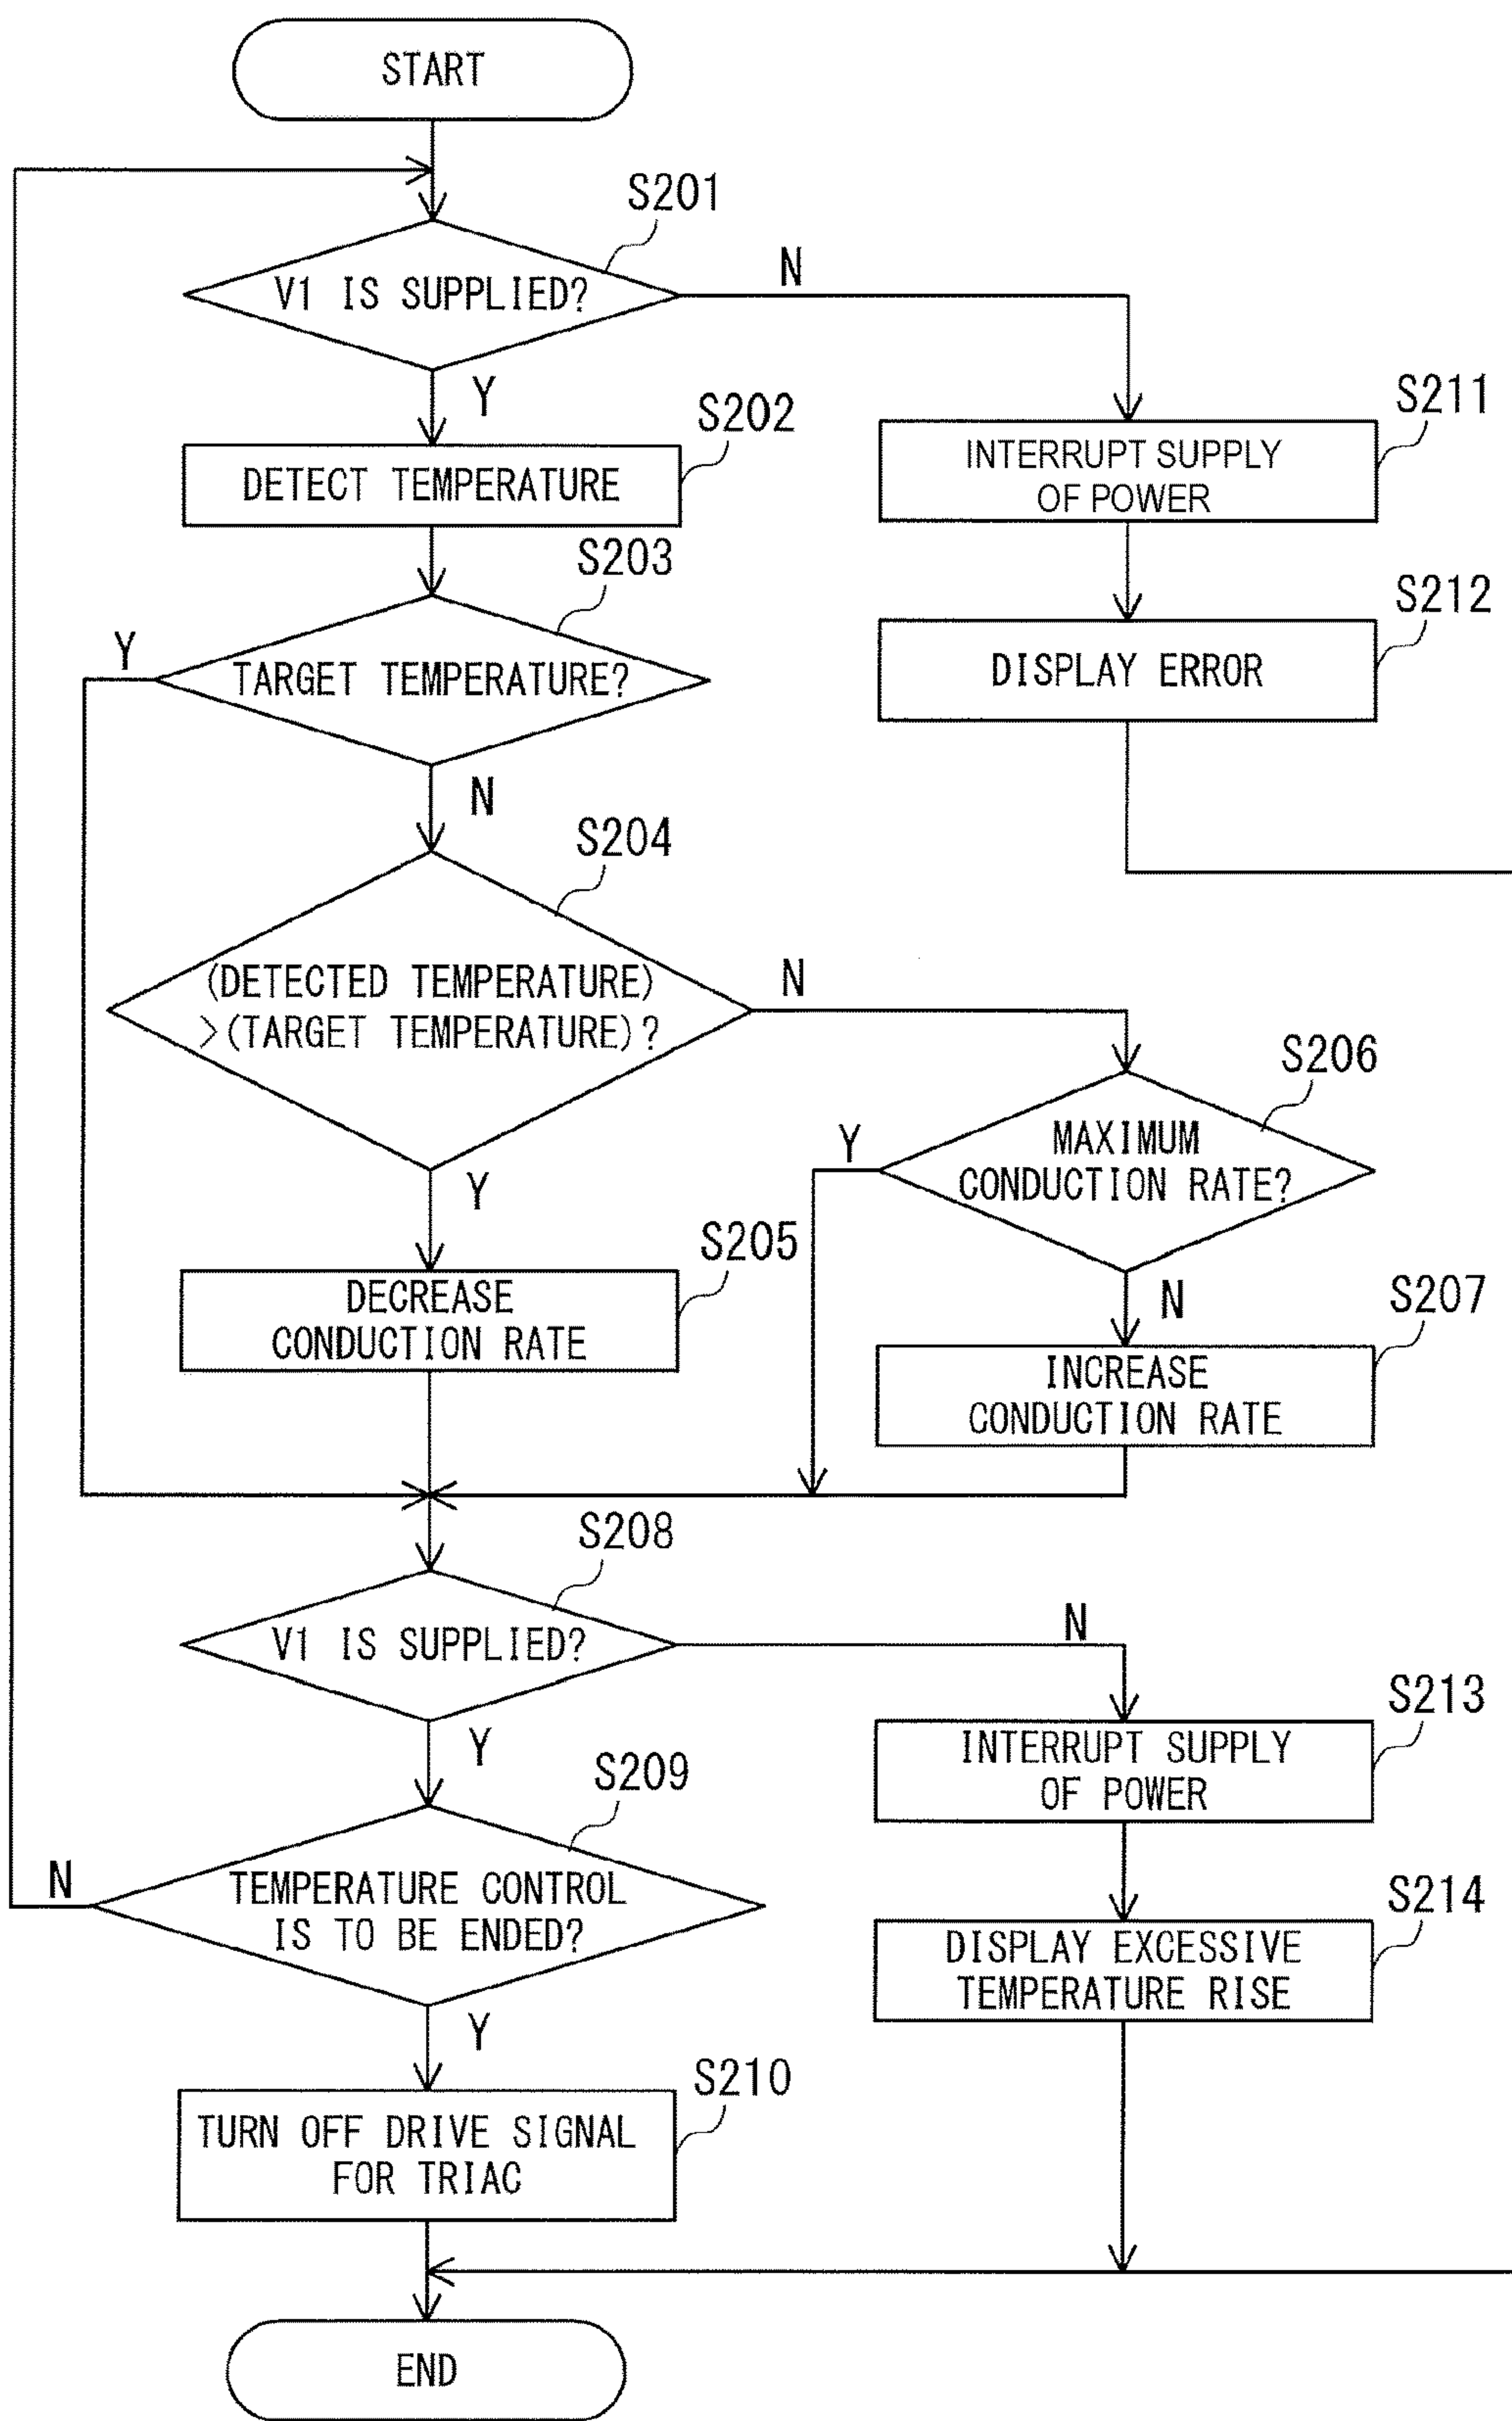 START
S201
V1 IS SUPPLIED?
N
Y
S202
DETECT TEMPERATURE
S211
INTERRUPT SUPPLY
OF POWER
S203
TARGET TEMPERATURE?
Y
N
S212
DISPLAY ERROR
S204
(DETECTED TEMPERATURE)
>(TARGET TEMPERATURE)?
N
Y
S206
MAXIMUM
CONDUCTION RATE?
Y
N
S205
DECREASE
CONDUCTION RATE
S207
INCREASE
CONDUCTION RATE
S208
V1 IS SUPPLIED?
N
Y
S213
INTERRUPT SUPPLY
OF POWER
S209
TEMPERATURE CONTROL
IS TO BE ENDED?
N
Y
S214
DISPLAY EXCESSIVE
TEMPERATURE RISE
S210
TURN OFF DRIVE SIGNAL
FOR TRIAC
END